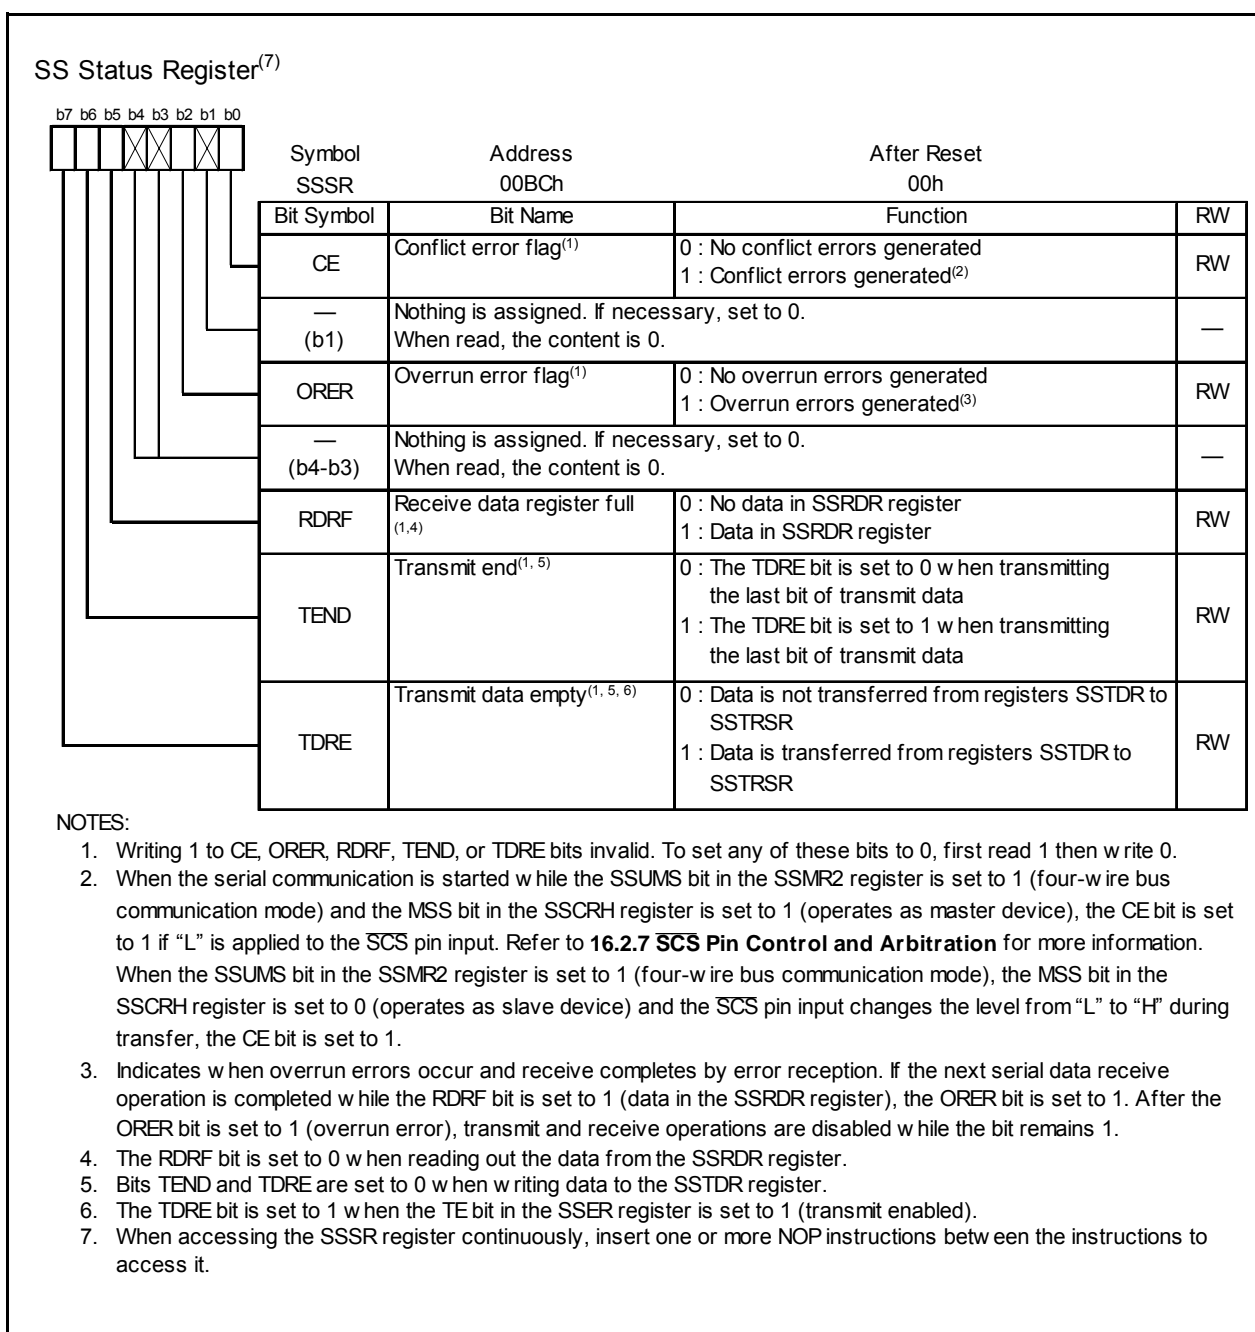 SS Status Register(7)
b7 b6 b5 b4 b3 b2 b1 b0
Symbol Address After Reset
SSSR 00BCh 00h
Bit Symbol Bit Name Function RW
CE Conflict error flag(1) 0 : No conflict errors generated RW
1 : Conflict errors generated(2)
— Nothing is assigned. If necessary, set to 0. —
(b1) When read, the content is 0.
ORER Overrun error flag(1) 0 : No overrun errors generated RW
1 : Overrun errors generated(3)
— Nothing is assigned. If necessary, set to 0. —
(b4-b3) When read, the content is 0.
RDRF Receive data register full 0 : No data in SSRDR register RW
(1,4) 1 : Data in SSRDR register
Transmit end(1, 5) 0 : The TDRE bit is set to 0 when transmitting
the last bit of transmit data
TEND 1 : The TDRE bit is set to 1 when transmitting RW
the last bit of transmit data
Transmit data empty(1, 5, 6) 0 : Data is not transferred from registers SSTDR to
SSTRSR
TDRE 1 : Data is transferred from registers SSTDR to RW
SSTRSR
NOTES:
1. Writing 1 to CE, ORER, RDRF, TEND, or TDRE bits invalid. To set any of these bits to 0, first read 1 then write 0.
2. When the serial communication is started while the SSUMS bit in the SSMR2 register is set to 1 (four-wire bus
communication mode) and the MSS bit in the SSCRH register is set to 1 (operates as master device), the CE bit is set
to 1 if “L” is applied to the SCS pin input. Refer to 16.2.7 SCS Pin Control and Arbitration for more information.
When the SSUMS bit in the SSMR2 register is set to 1 (four-wire bus communication mode), the MSS bit in the
SSCRH register is set to 0 (operates as slave device) and the SCS pin input changes the level from “L” to “H” during
transfer, the CE bit is set to 1.
3. Indicates when overrun errors occur and receive completes by error reception. If the next serial data receive
operation is completed while the RDRF bit is set to 1 (data in the SSRDR register), the ORER bit is set to 1. After the
ORER bit is set to 1 (overrun error), transmit and receive operations are disabled while the bit remains 1.
4. The RDRF bit is set to 0 when reading out the data from the SSRDR register.
5. Bits TEND and TDRE are set to 0 when writing data to the SSTDR register.
6. The TDRE bit is set to 1 when the TE bit in the SSER register is set to 1 (transmit enabled).
7. When accessing the SSSR register continuously, insert one or more NOP instructions between the instructions to
access it.